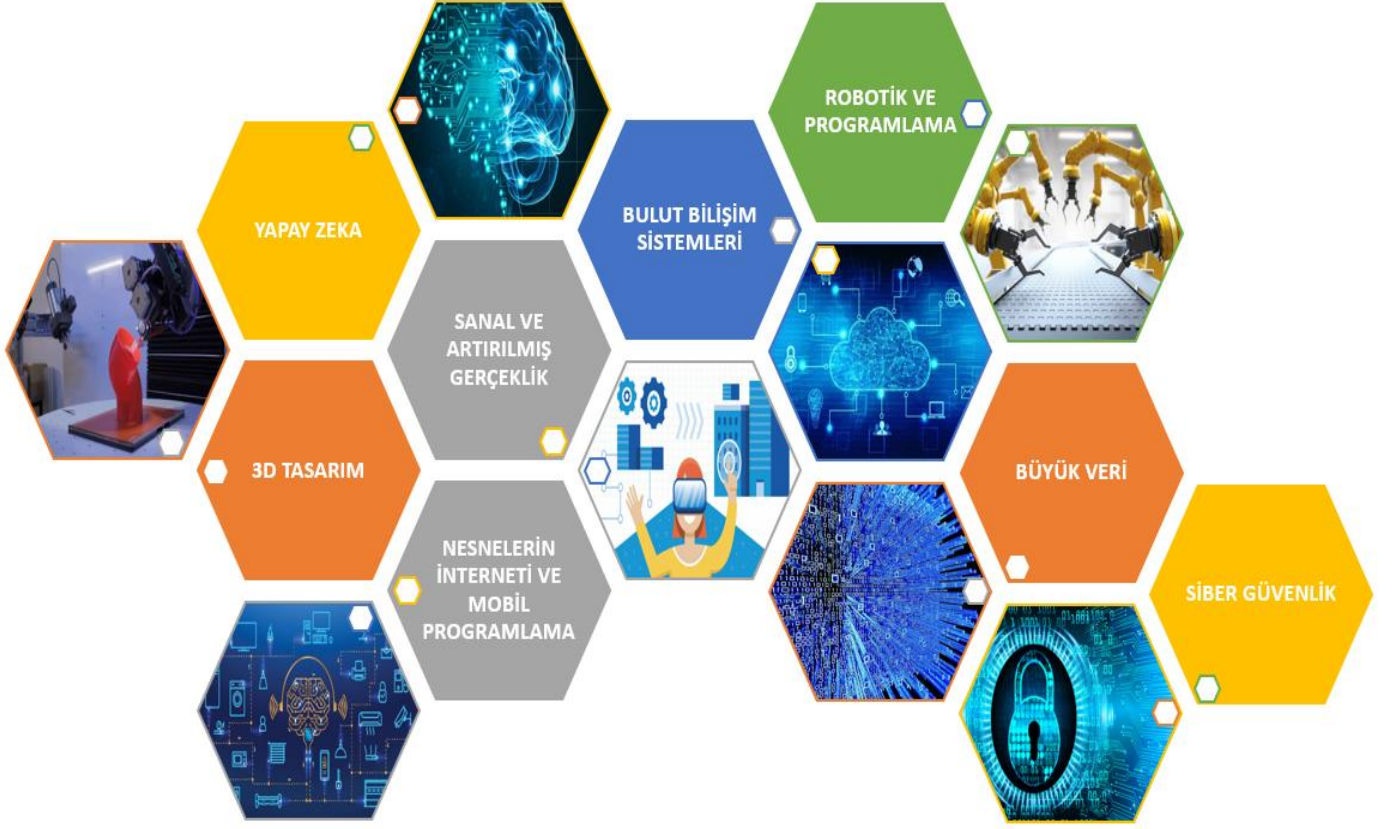 YAPAY ZEKA
3D TASARIM
SANAL VE
ARTIRILMIŞ
GERÇEKLİK
NESNELERİN
İNTERNETİ VE
MOBİL
PROGRAMLAMA
BULUT BİLİŞİM
SİSTEMLERİ
ROBOTİK VE
PROGRAMLAMA
BÜYÜK VERİ
SİBER GÜVENLİK